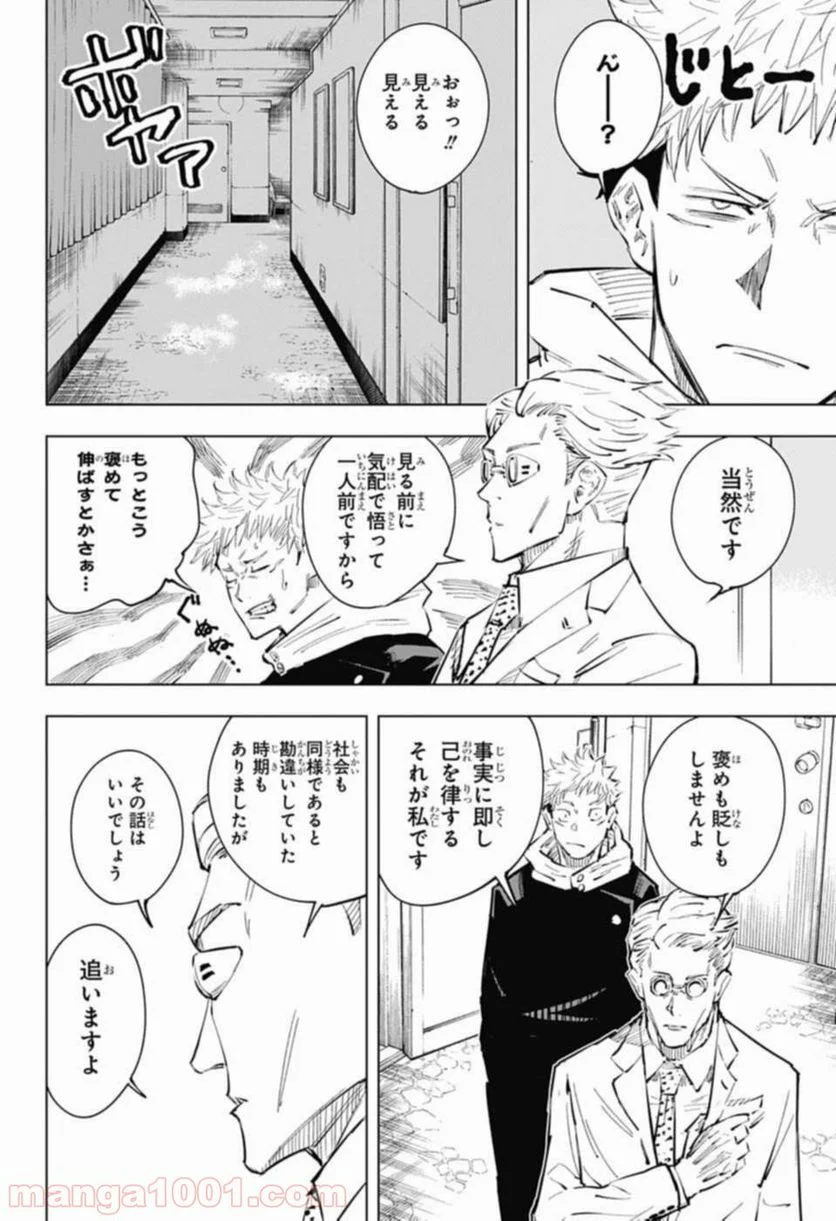 じとー
ん――?
おぉっ!!
見える
見える
ボヤァ
当然です
見る前に
気配で悟って
一人前ですから
もっとこう
褒めて
伸ばすとかさぁ…
ぐぬぬ…
褒めも貶しも
しませんよ
事実に即し
己を律する
それが私です
社会も
同様であると
勘違いしていた
時期も
ありましたが
その話は
いいでしょう
追いますよ
manga1001.com